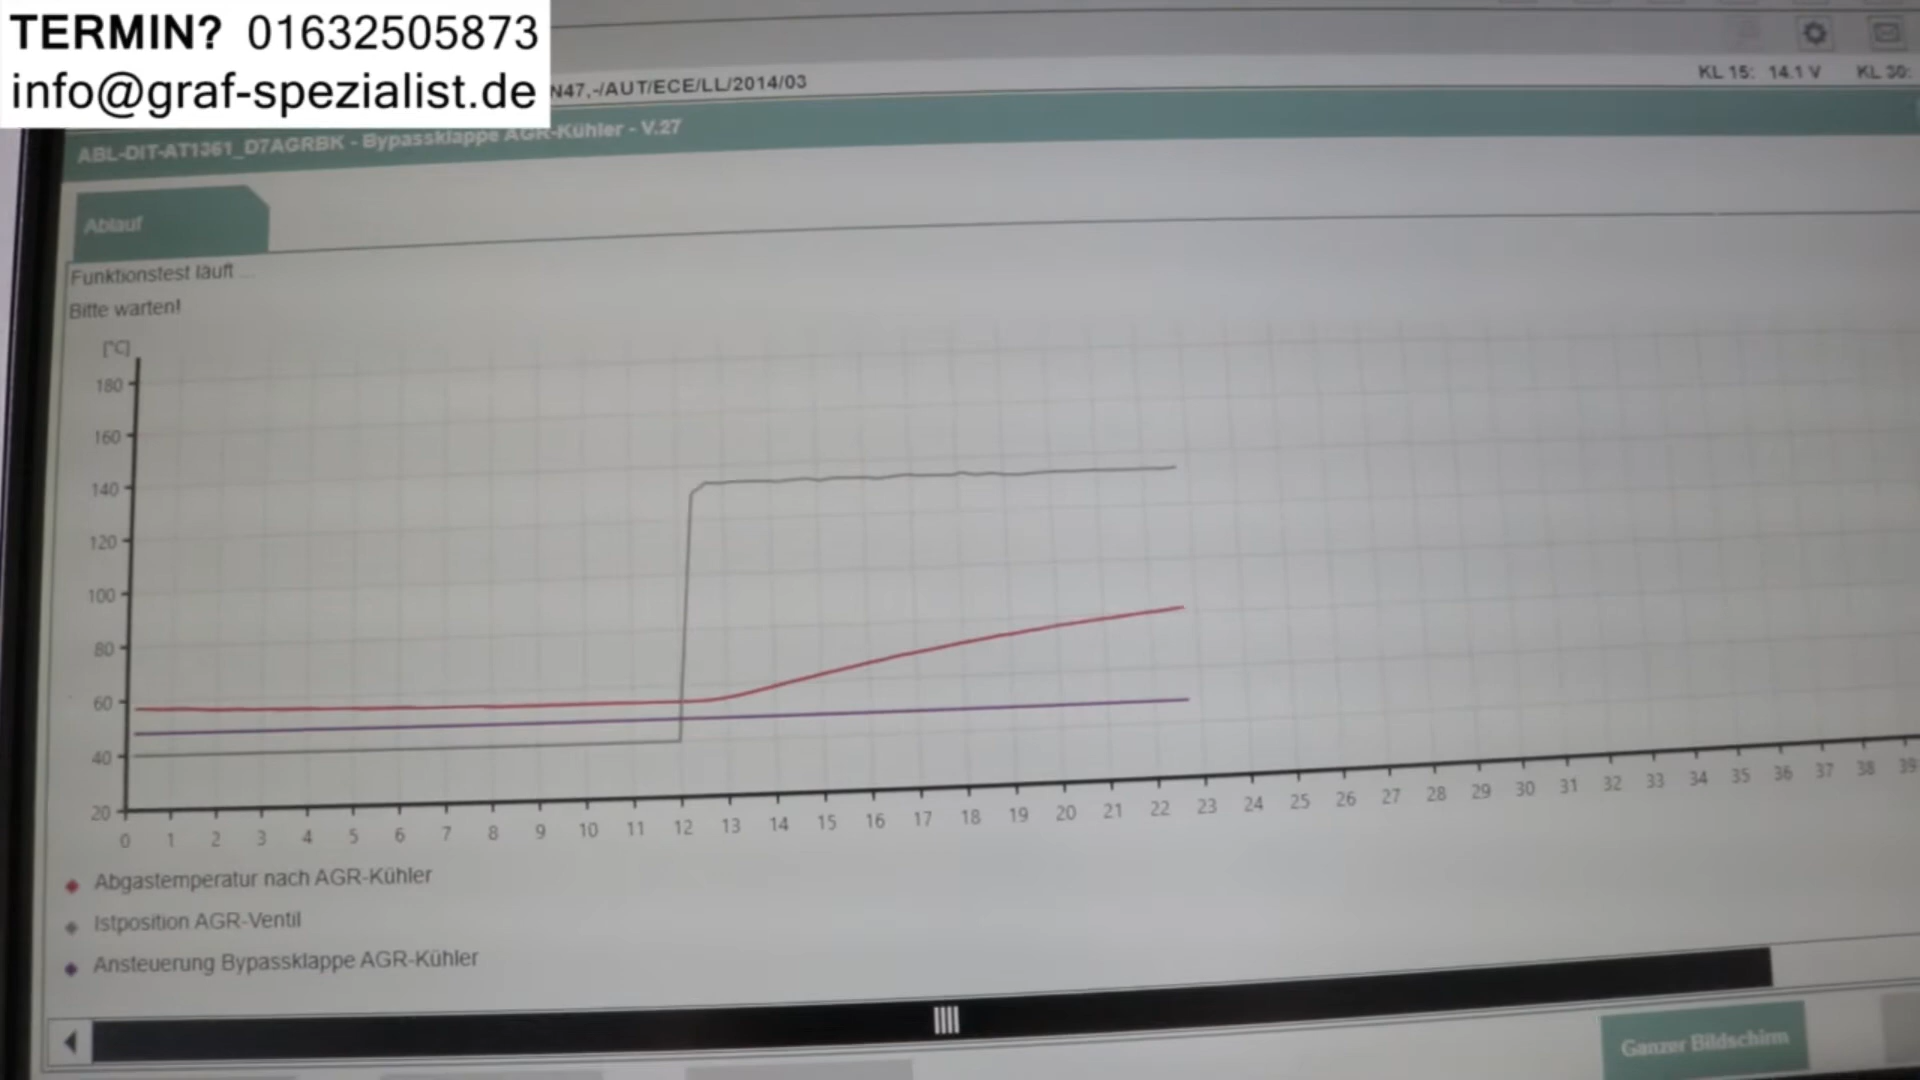 TERMIN? 01632505873
info@graf-spezialist.de
N47,-/AUT/ECE/LL/2014/03
KL 15: 14.1 V KL 30:
ABL-DIT-AT1361_D7AGRBK - Bypassklappe AGR-Kühler - V.27
Ablauf
Funktionstest läuft ...
Bitte warten!
[°C]
180
160
140
120
100
80
60
40
20
0 1 2 3 4 5 6 7 8 9 10 11 12 13 14 15 16 17 18 19 20 21 22 23 24 25 26 27 28 29 30 31 32 33 34 35 36 37 38 39
Abgastemperatur nach AGR-Kühler
Istposition AGR-Ventil
Ansteuerung Bypassklappe AGR-Kühler
Ganzer Bildschirm